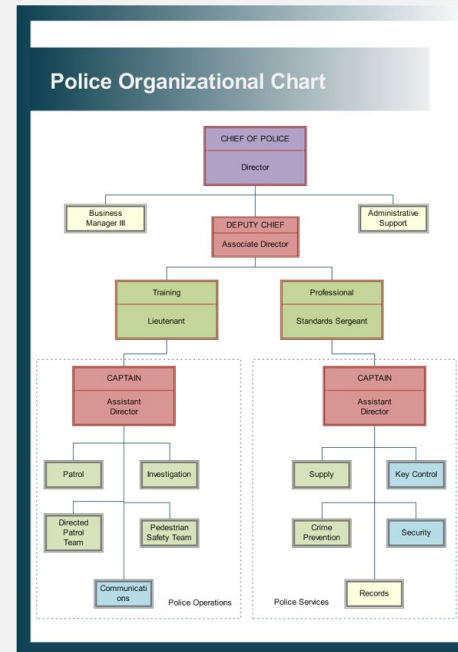 Police Organizational Chart
CHIEF OF POLICE
Director
Business
Manager III
Administrative
Support
DEPUTY CHIEF
Associate Director
Training
Lieutenant
Professional
Standards Sergeant
CAPTAIN
Assistant
Director
CAPTAIN
Assistant
Director
Patrol
Investigation
Supply
Key Control
Directed
Patrol
Team
Pedestrian
Safety Team
Crime
Prevention
Security
Communicati
ons
Police Operations
Police Services
Records